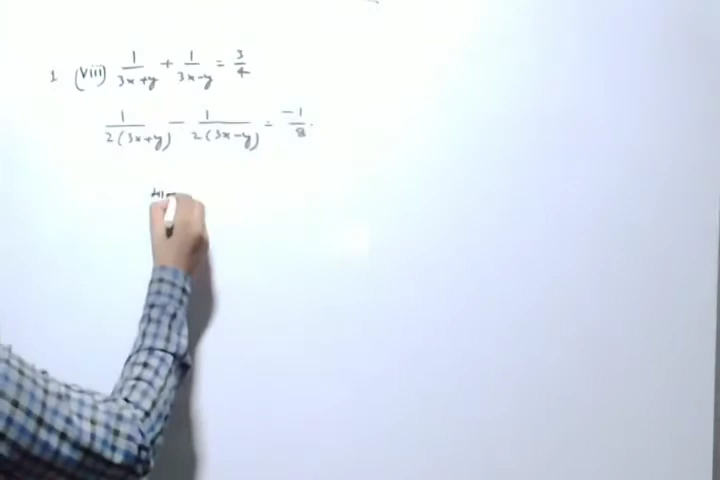 1 (viii) 1/(3x+y) + 1/(3x-y) = 3/4
1/(2(3x+y)) - 1/(2(3x-y)) = -1/8.